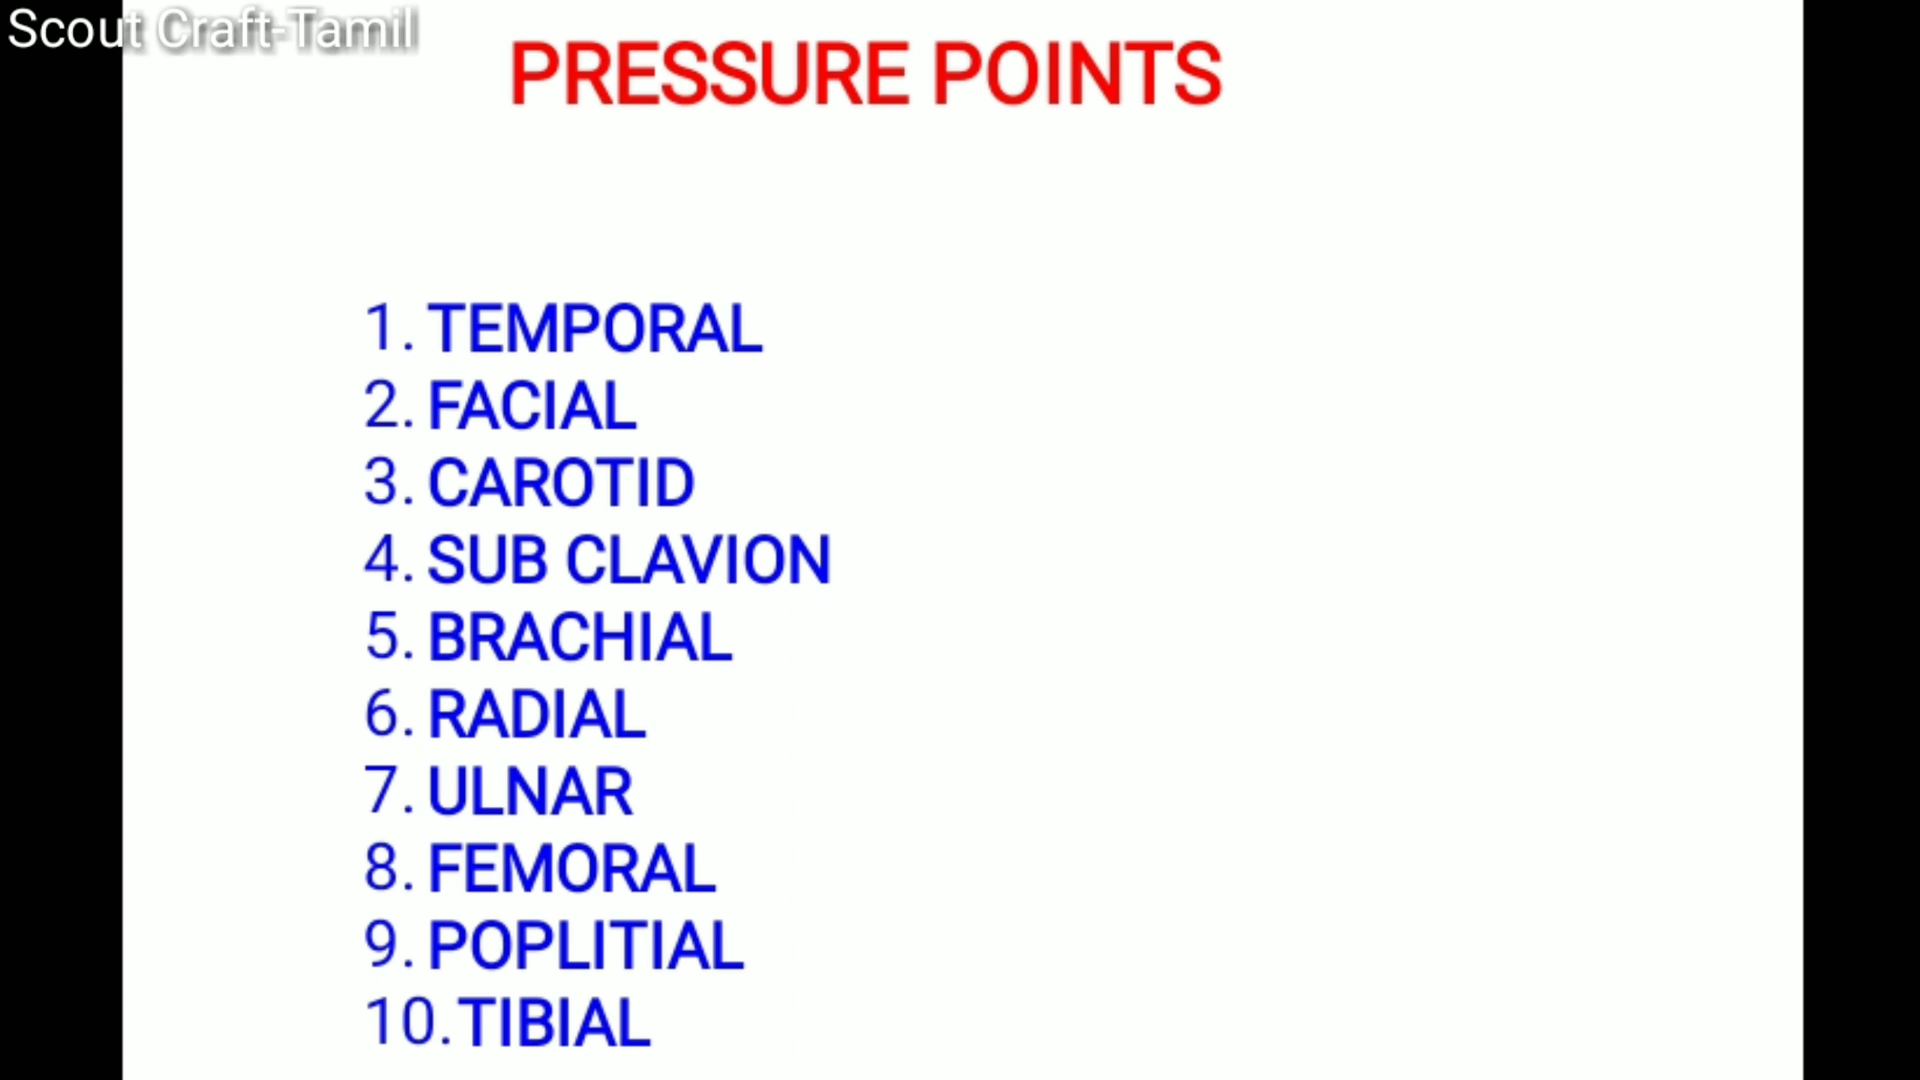 Scout Craft-Tamil
PRESSURE POINTS
1. TEMPORAL
2. FACIAL
3. CAROTID
4. SUB CLAVION
5. BRACHIAL
6. RADIAL
7. ULNAR
8. FEMORAL
9. POPLITIAL
10. TIBIAL